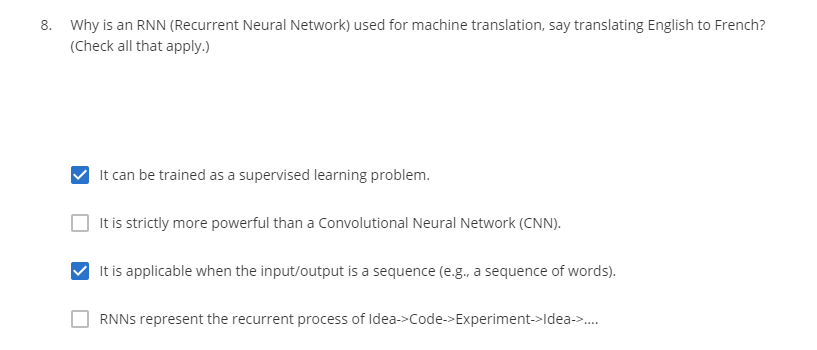 8. Why is an RNN (Recurrent Neural Network) used for machine translation, say translating English to French?
(Check all that apply.)
It can be trained as a supervised learning problem.
It is strictly more powerful than a Convolutional Neural Network (CNN).
It is applicable when the input/output is a sequence (e.g., a sequence of words).
RNNs represent the recurrent process of Idea->Code->Experiment->Idea->....